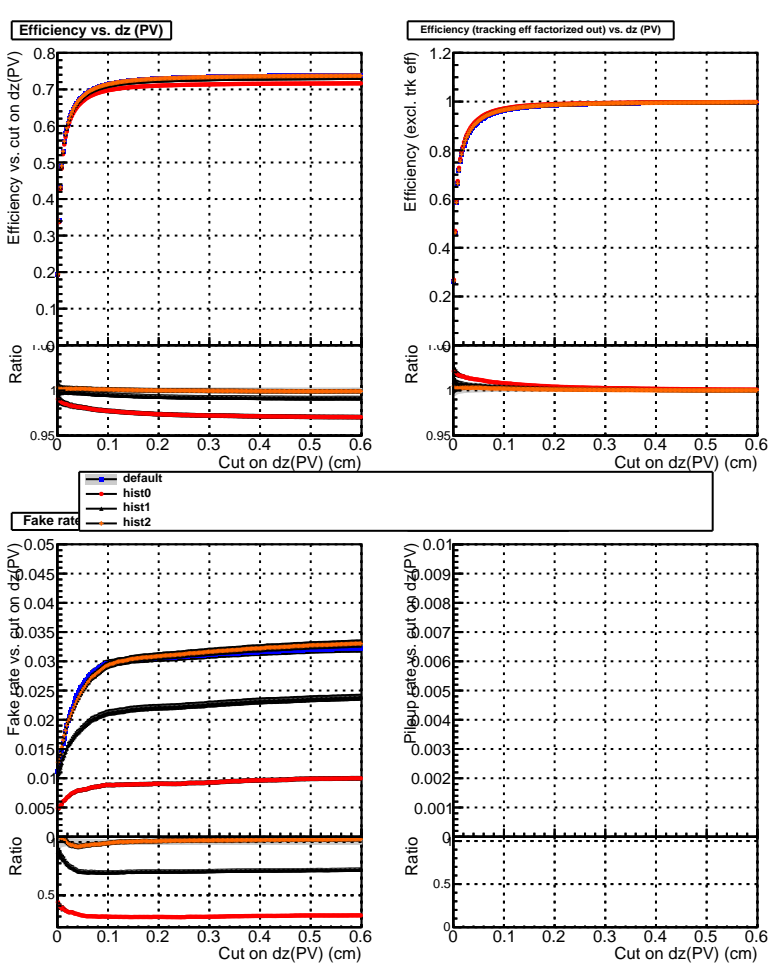 Efficiency vs. dz (PV)
Efficiency vs. cut on dz(PV)
0.8
0.7
0.6
0.5
0.4
0.3
0.2
0.1
0
Ratio
1
0.95
0 0.1 0.2 0.3 0.4 0.5 0.6
Cut on dz(PV) (cm)
Efficiency (tracking eff factorized out) vs. dz (PV)
Efficiency (excl. trk eff)
1.2
1
0.8
0.6
0.4
0.2
0
Ratio
1
0.95
0 0.1 0.2 0.3 0.4 0.5 0.6
Cut on dz(PV) (cm)
default
hist0
hist1
hist2
Fake rate
Fake rate vs. cut on dz(PV)
0.05
0.045
0.04
0.035
0.03
0.025
0.02
0.015
0.01
0.005
0
Ratio
1
0.5
0
0 0.1 0.2 0.3 0.4 0.5 0.6
Cut on dz(PV) (cm)
Pileup rate vs. cut on dz(PV)
0.01
0.009
0.008
0.007
0.006
0.005
0.004
0.003
0.002
0.001
0
Ratio
1
0.5
0
0 0.1 0.2 0.3 0.4 0.5 0.6
Cut on dz(PV) (cm)